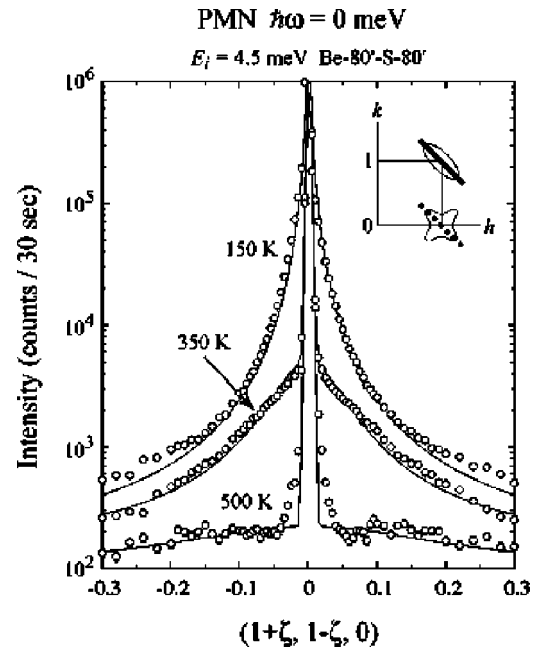 PMN ℏω = 0 meV
E_i = 4.5 meV Be-80'-S-80'
Intensity (counts / 30 sec)
10^6
10^5
10^4
10^3
10^2
150 K
350 K
500 K
k
1
0
h
-0.3 -0.2 -0.1 0 0.1 0.2 0.3
(1+ζ, 1-ζ, 0)